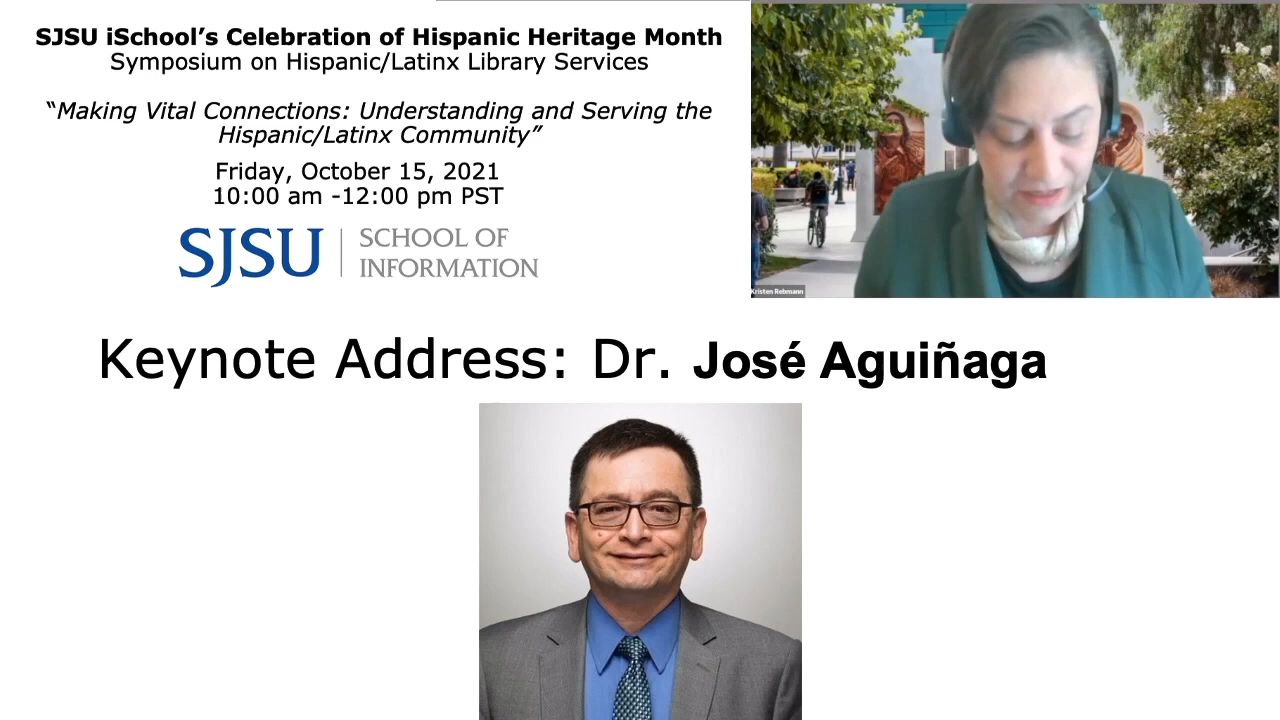 SJSU iSchool’s Celebration of Hispanic Heritage Month
Symposium on Hispanic/Latinx Library Services
“Making Vital Connections: Understanding and Serving the
Hispanic/Latinx Community”
Friday, October 15, 2021
10:00 am -12:00 pm PST
SJSU SCHOOL OF
INFORMATION
Kristen Rebmann
Keynote Address: Dr. José Aguiñaga